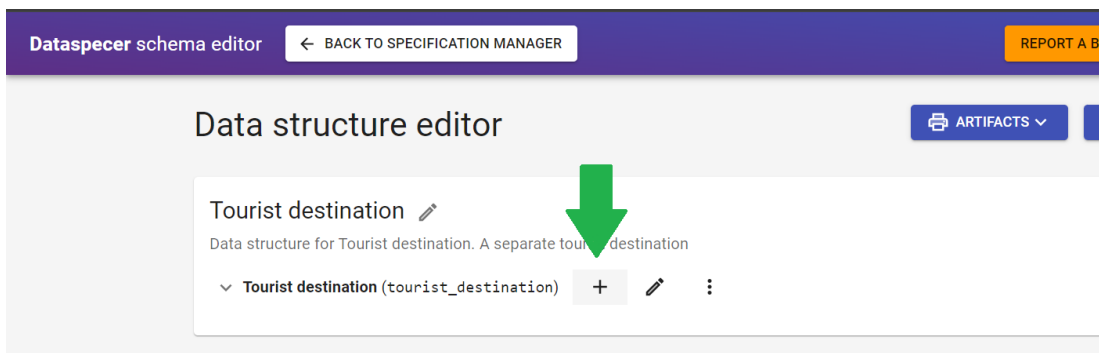 Dataspecer schema editor
BACK TO SPECIFICATION MANAGER
REPORT A B
Data structure editor
ARTIFACTS
Tourist destination
Data structure for Tourist destination. A separate tou destination
Tourist destination (tourist_destination)